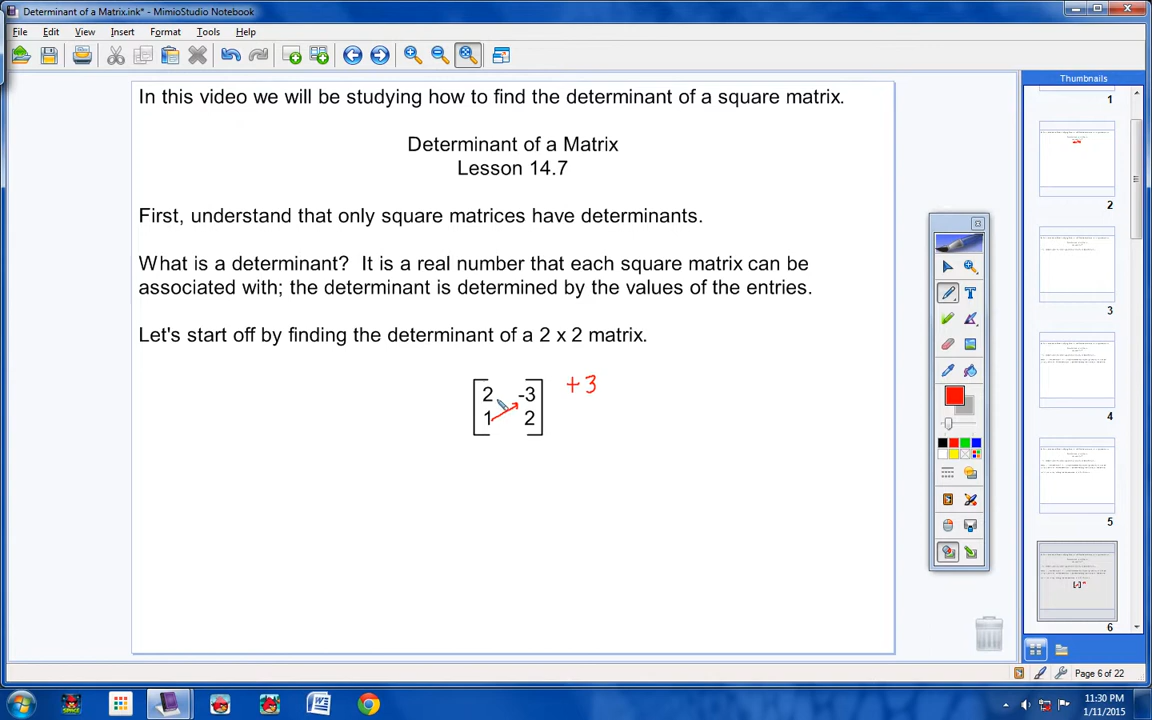 Determinant of a Matrix.ink* - MimioStudio Notebook
File Edit View Insert Format Tools Help
In this video we will be studying how to find the determinant of a square matrix.
Determinant of a Matrix
Lesson 14.7
First, understand that only square matrices have determinants.
What is a determinant?  It is a real number that each square matrix can be
associated with; the determinant is determined by the values of the entries.
Let's start off by finding the determinant of a 2 x 2 matrix.
2 -3
1 2
+3
T
Thumbnails
1
2
3
4
5
6
Page 6 of 22
11:30 PM
1/11/2015